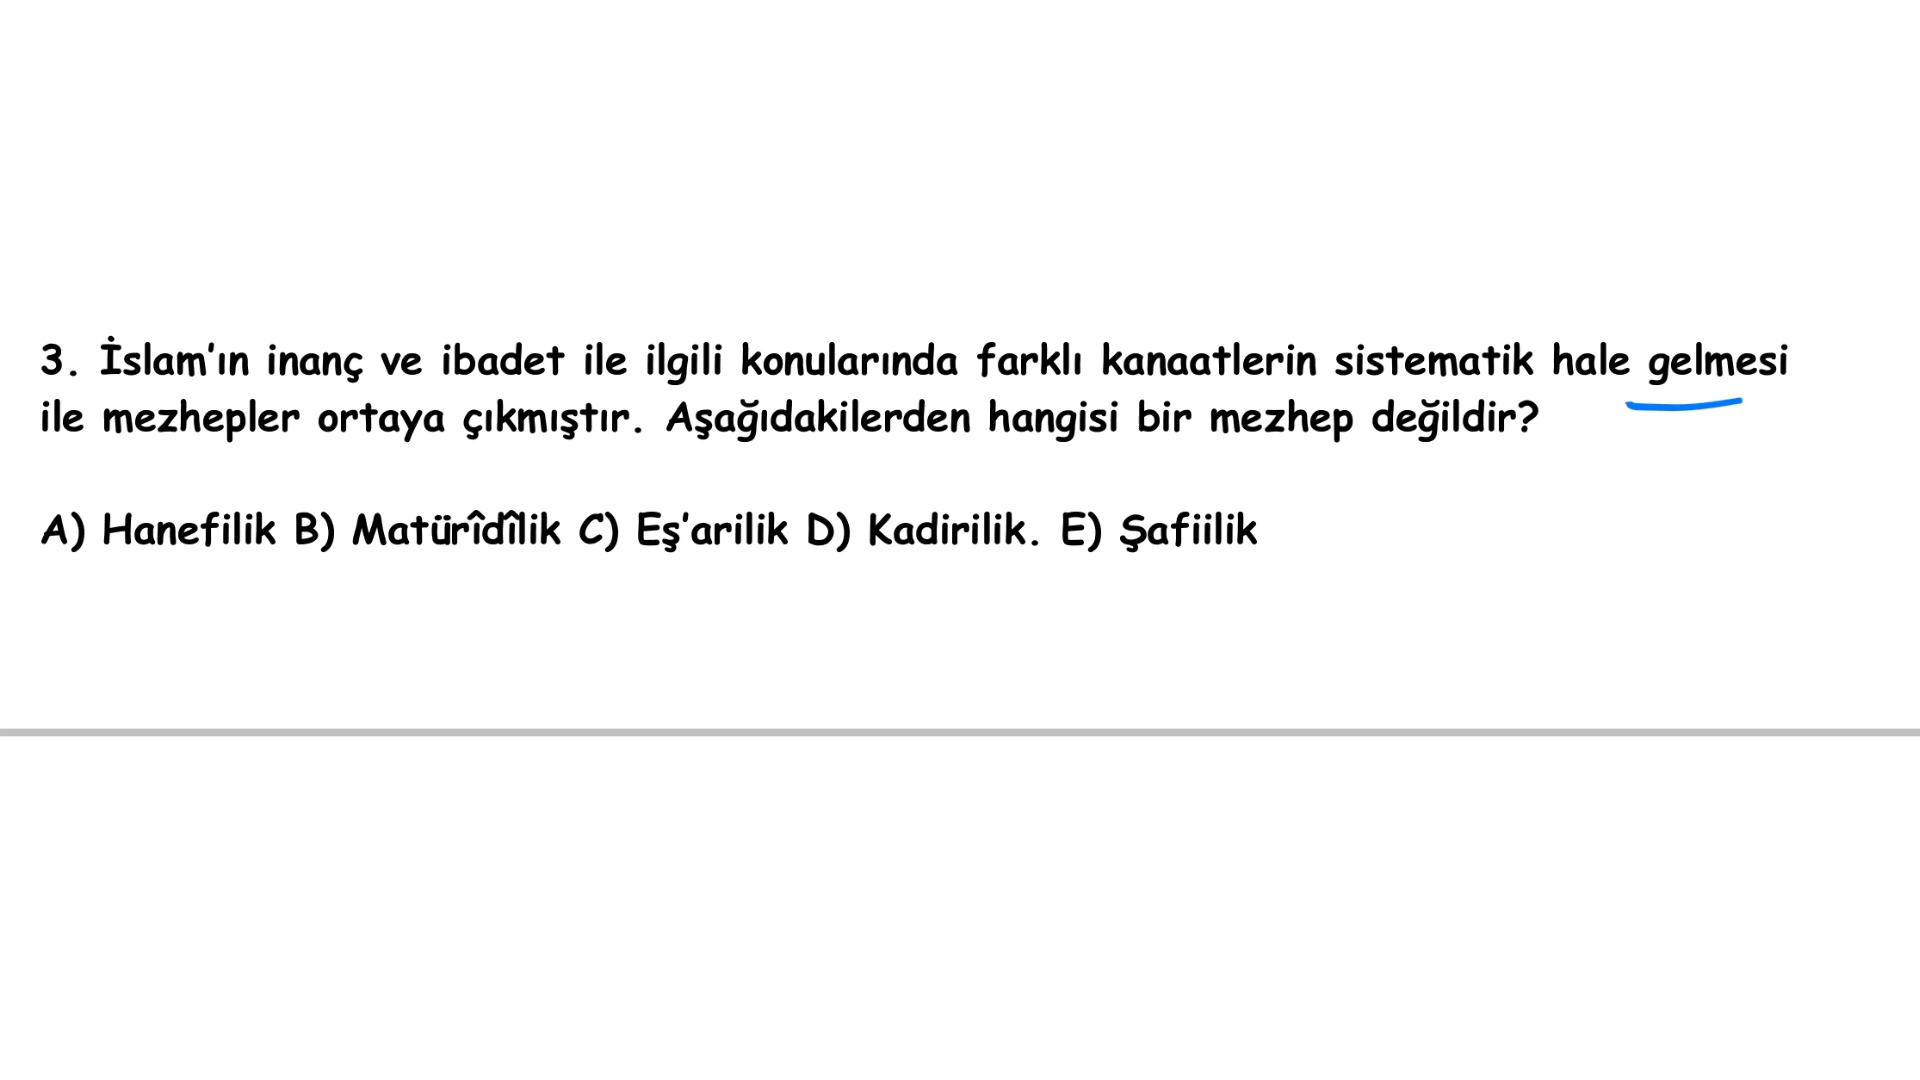 3. İslam'ın inanç ve ibadet ile ilgili konularında farklı kanaatlerin sistematik hale gelmesi
ile mezhepler ortaya çıkmıştır. Aşağıdakilerden hangisi bir mezhep değildir?
A) Hanefilik B) Matürîdîlik C) Eş'arilik D) Kadirilik. E) Şafiilik